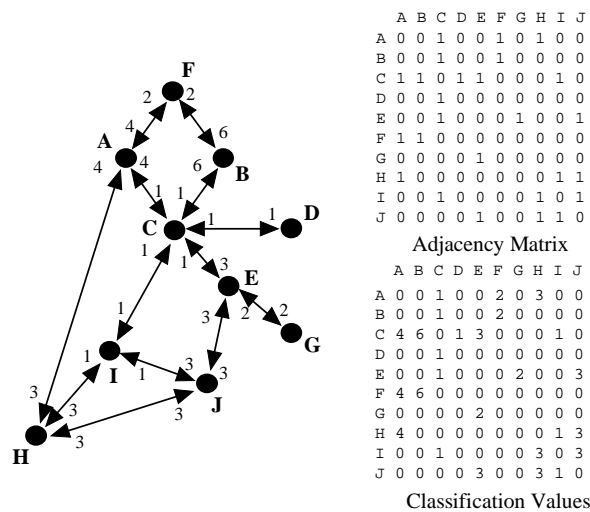 F
2 2
4 6
A
4 4 6
B
1 1
C 1 1 D
1 1 3
E
3 2 2
G
1
1 3
I 1 J 3
3 3 3
3
H
A B C D E F G H I J
A 0 0 1 0 0 1 0 1 0 0
B 0 0 1 0 0 1 0 0 0 0
C 1 1 0 1 1 0 0 0 1 0
D 0 0 1 0 0 0 0 0 0 0
E 0 0 1 0 0 0 1 0 0 1
F 1 1 0 0 0 0 0 0 0 0
G 0 0 0 0 1 0 0 0 0 0
H 1 0 0 0 0 0 0 0 1 1
I 0 0 1 0 0 0 0 1 0 1
J 0 0 0 0 1 0 0 1 1 0
Adjacency Matrix
A B C D E F G H I J
A 0 0 1 0 0 2 0 3 0 0
B 0 0 1 0 0 2 0 0 0 0
C 4 6 0 1 3 0 0 0 1 0
D 0 0 1 0 0 0 0 0 0 0
E 0 0 1 0 0 0 2 0 0 3
F 4 6 0 0 0 0 0 0 0 0
G 0 0 0 0 2 0 0 0 0 0
H 4 0 0 0 0 0 0 0 1 3
I 0 0 1 0 0 0 0 3 0 3
J 0 0 0 0 3 0 0 3 1 0
Classification Values